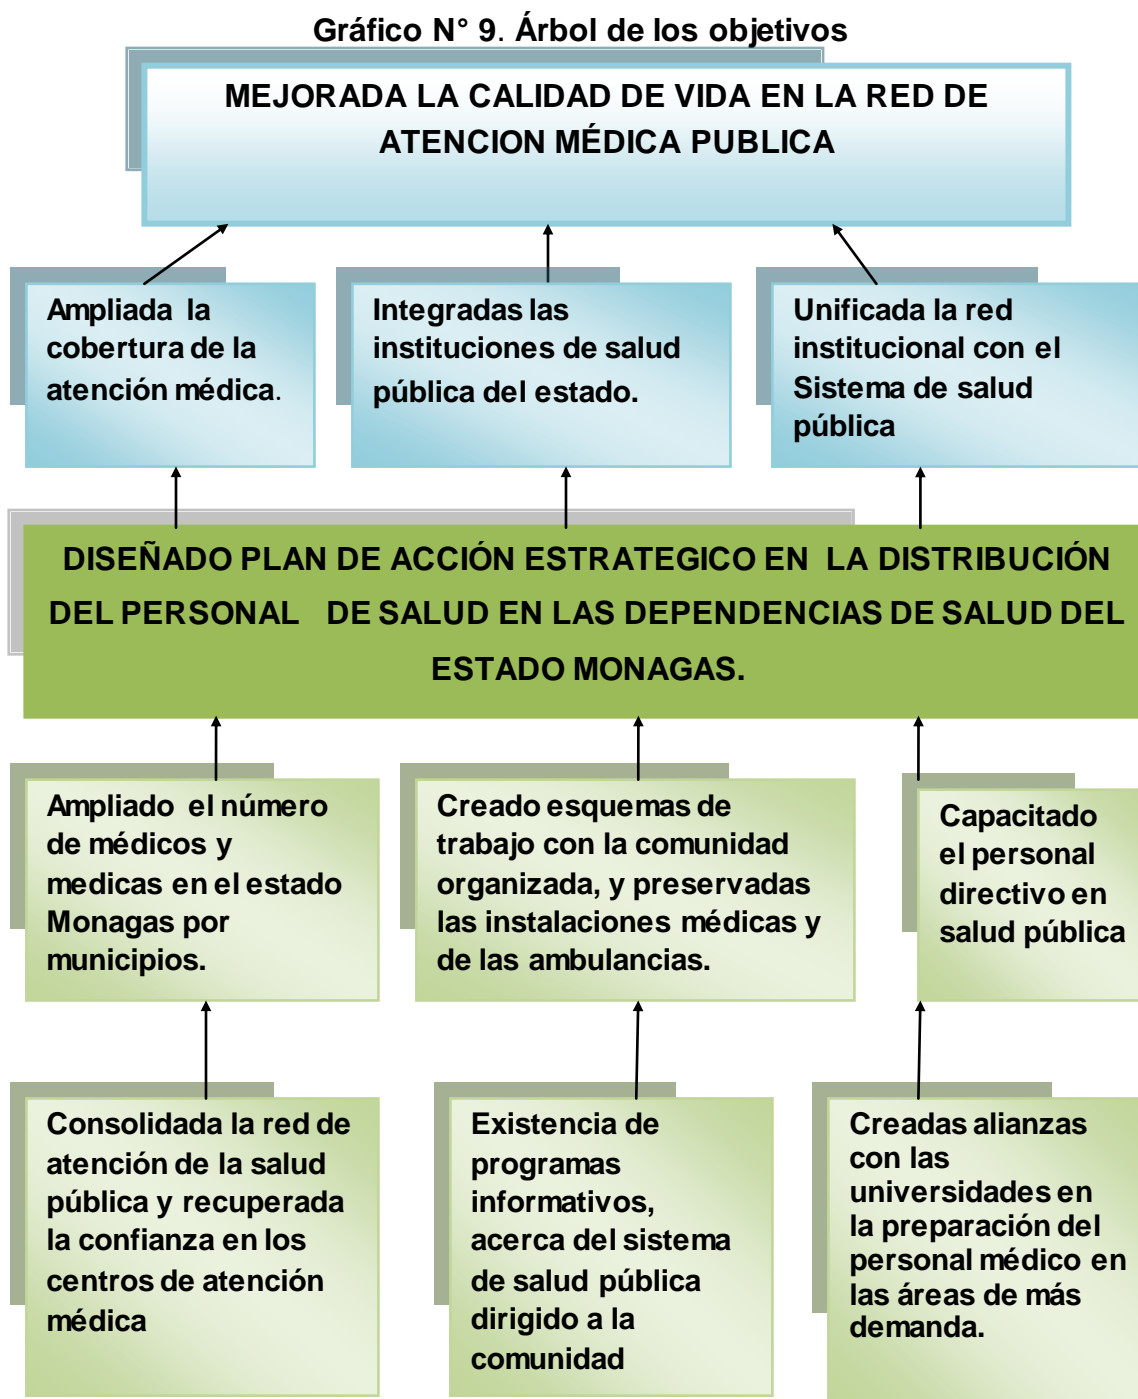 Gráfico N° 9. Árbol de los objetivos
MEJORADA LA CALIDAD DE VIDA EN LA RED DE
ATENCION MÉDICA PUBLICA
Ampliada la
cobertura de la
atención médica.
Integradas las
instituciones de salud
pública del estado.
Unificada la red
institucional con el
Sistema de salud
pública
DISEÑADO PLAN DE ACCIÓN ESTRATEGICO EN LA DISTRIBUCIÓN
DEL PERSONAL DE SALUD EN LAS DEPENDENCIAS DE SALUD DEL
ESTADO MONAGAS.
Ampliado el número
de médicos y
medicas en el estado
Monagas por
municipios.
Creado esquemas de
trabajo con la comunidad
organizada, y preservadas
las instalaciones médicas y
de las ambulancias.
Capacitado
el personal
directivo en
salud pública
Consolidada la red de
atención de la salud
pública y recuperada
la confianza en los
centros de atención
médica
Existencia de
programas
informativos,
acerca del sistema
de salud pública
dirigido a la
comunidad
Creadas alianzas
con las
universidades en
la preparación del
personal médico en
las áreas de más
demanda.